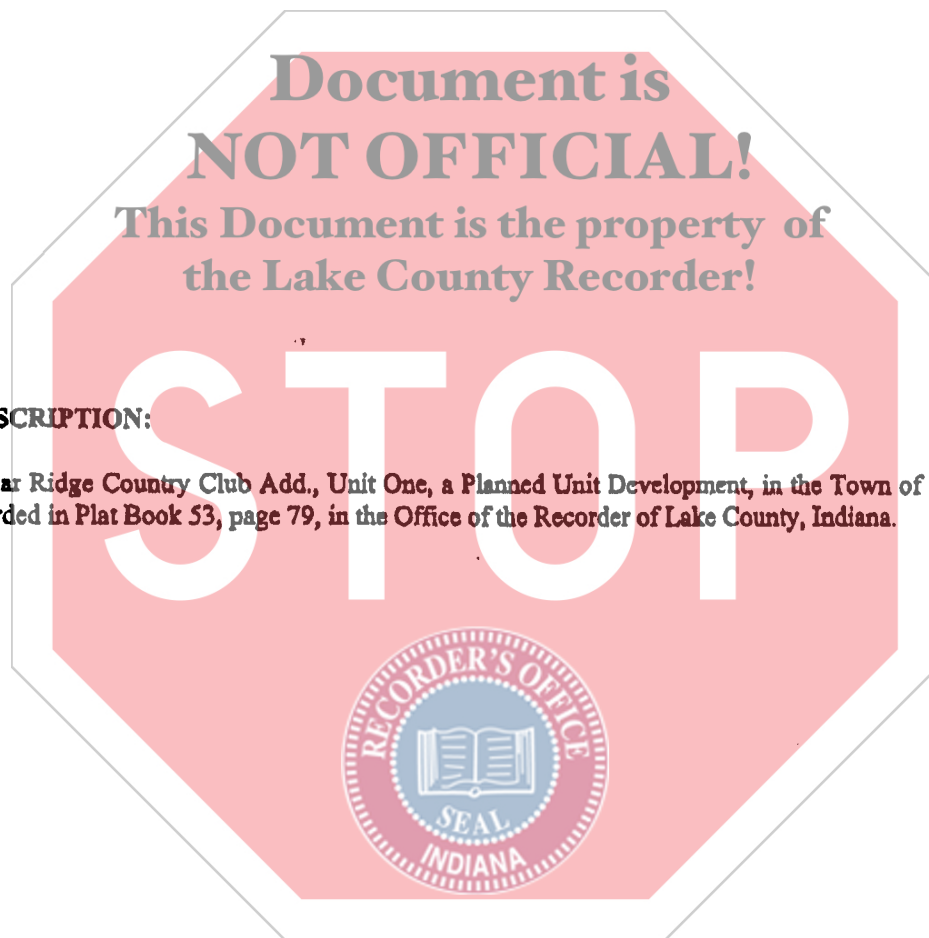 Document is
NOT OFFICIAL!
This Document is the property of
the Lake County Recorder!
STOP
SCRIPTION:
ar Ridge Country Club Add., Unit One, a Planned Unit Development, in the Town of
ded in Plat Book 53, page 79, in the Office of the Recorder of Lake County, Indiana.
RECORDER'S OFFICE
SEAL
INDIANA